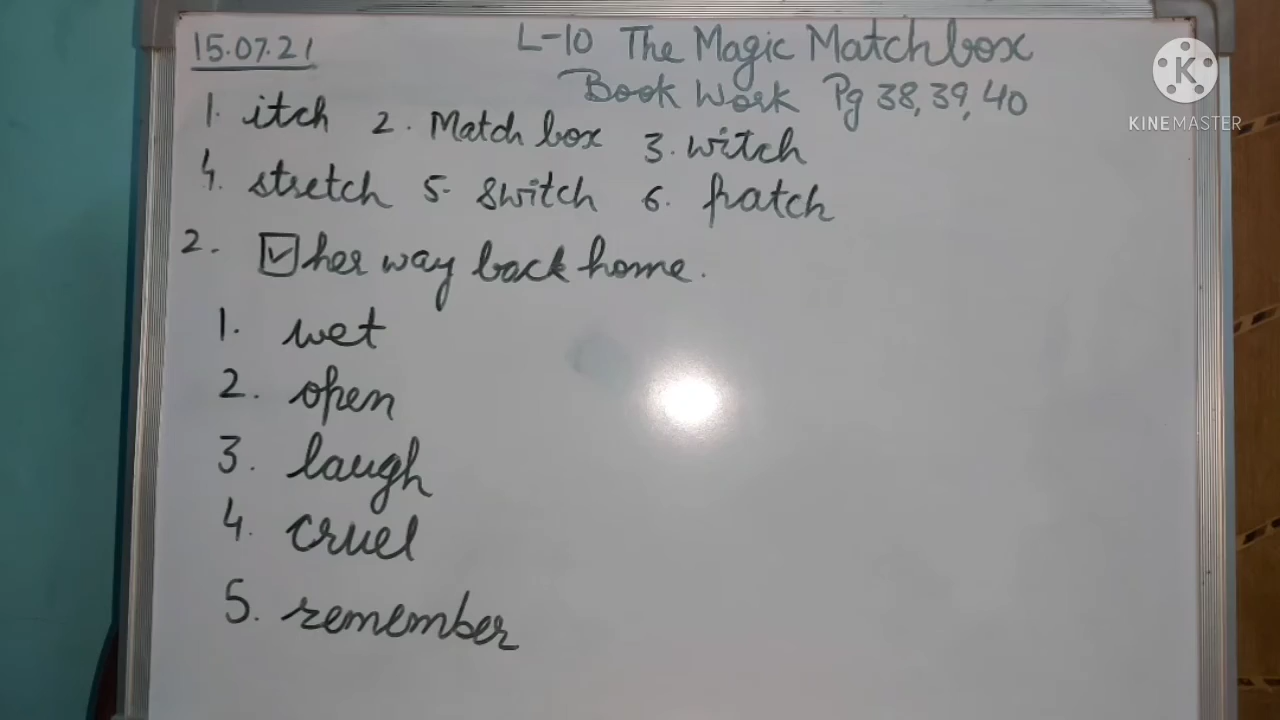 15.07.21 L-10 The Magic Matchbox
Book Work Pg 38,39,40
1. itch 2. Match box 3. witch
4. stretch 5. switch 6. patch
2. ☑ her way back home.
1. wet
2. open
3. laugh
4. cruel
5. remember
K
KINEMASTER